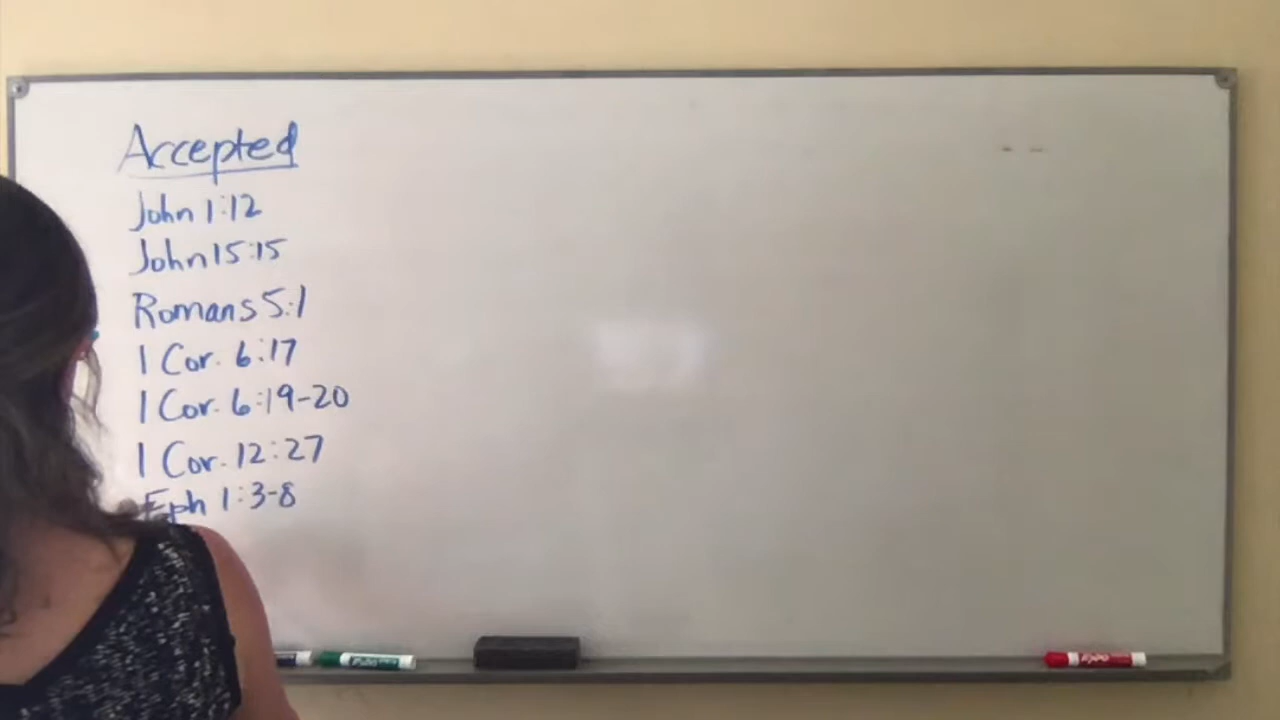 Accepted
John 1:12
John 15:15
Romans 5:1
1 Cor. 6:17
1 Cor. 6:19-20
1 Cor. 12:27
Eph 1:3-8